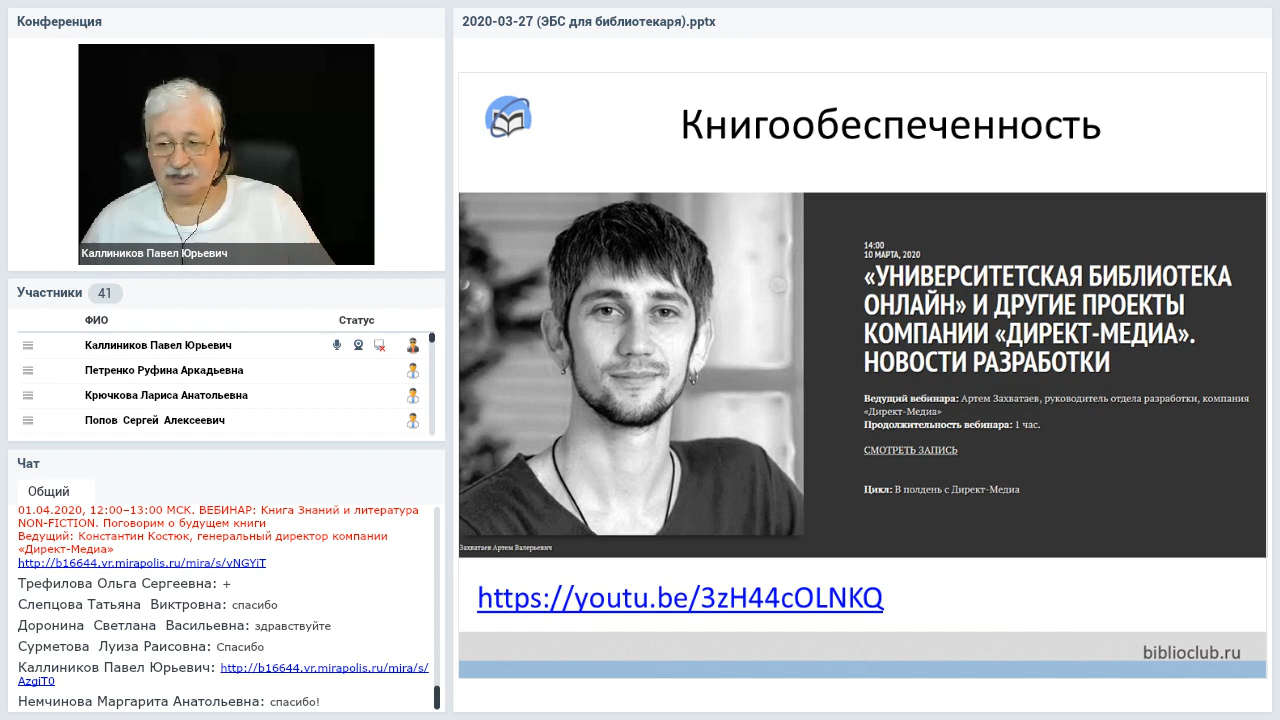 Конференция
Каллиников Павел Юрьевич
Участники 41
ФИО Статус
Каллиников Павел Юрьевич
Петренко Руфина Аркадьевна
Крючкова Лариса Анатольевна
Попов Сергей Алексеевич
Чат
Общий
01.04.2020, 12:00–13:00 МСК. ВЕБИНАР: Книга Знаний и литература
NON-FICTION. Поговорим о будущем книги
Ведущий: Константин Костюк, генеральный директор компании
«Директ-Медиа»
http://b16644.vr.mirapolis.ru/mira/s/vNGYiT
Трефилова Ольга Сергеевна: +
Слепцова Татьяна Виктровна: спасибо
Доронина Светлана Васильевна: здравствуйте
Сурметова Луиза Раисовна: Спасибо
Каллиников Павел Юрьевич: http://b16644.vr.mirapolis.ru/mira/s/
AzgiT0
Немчинова Маргарита Анатольевна: спасибо!
2020-03-27 (ЭБС для библиотекаря).pptx
Книгообеспеченность
14:00
10 МАРТА, 2020
«УНИВЕРСИТЕТСКАЯ БИБЛИОТЕКА
ОНЛАЙН» И ДРУГИЕ ПРОЕКТЫ
КОМПАНИИ «ДИРЕКТ-МЕДИА».
НОВОСТИ РАЗРАБОТКИ
Ведущий вебинара: Артем Захватаев, руководитель отдела разработки, компания
«Директ-Медиа»
Продолжительность вебинара: 1 час.
СМОТРЕТЬ ЗАПИСЬ
Цикл: В полдень с Директ-Медиа
Захватаев Артем Валерьевич
https://youtu.be/3zH44cOLNKQ
biblioclub.ru